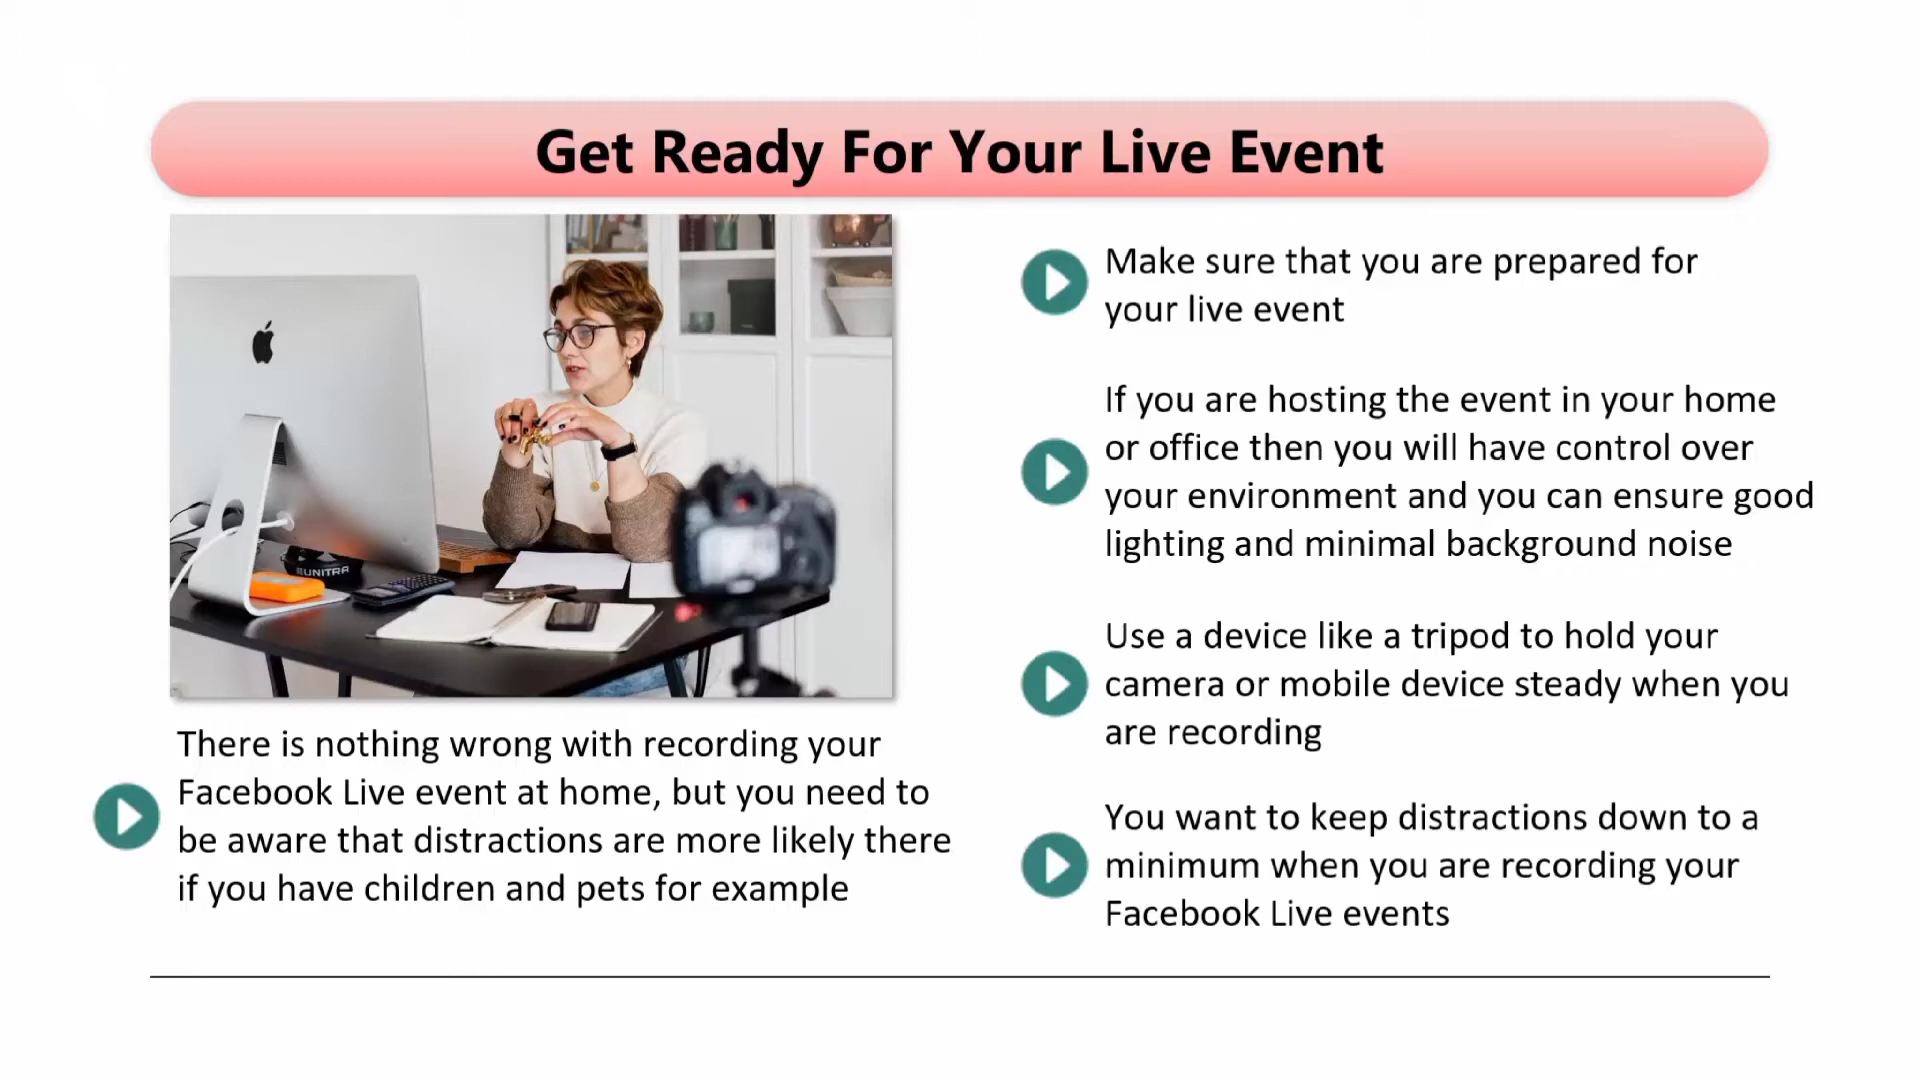 Get Ready For Your Live Event
UNITRA
Make sure that you are prepared for
your live event
If you are hosting the event in your home
or office then you will have control over
your environment and you can ensure good
lighting and minimal background noise
Use a device like a tripod to hold your
camera or mobile device steady when you
are recording
You want to keep distractions down to a
minimum when you are recording your
Facebook Live events
There is nothing wrong with recording your
Facebook Live event at home, but you need to
be aware that distractions are more likely there
if you have children and pets for example